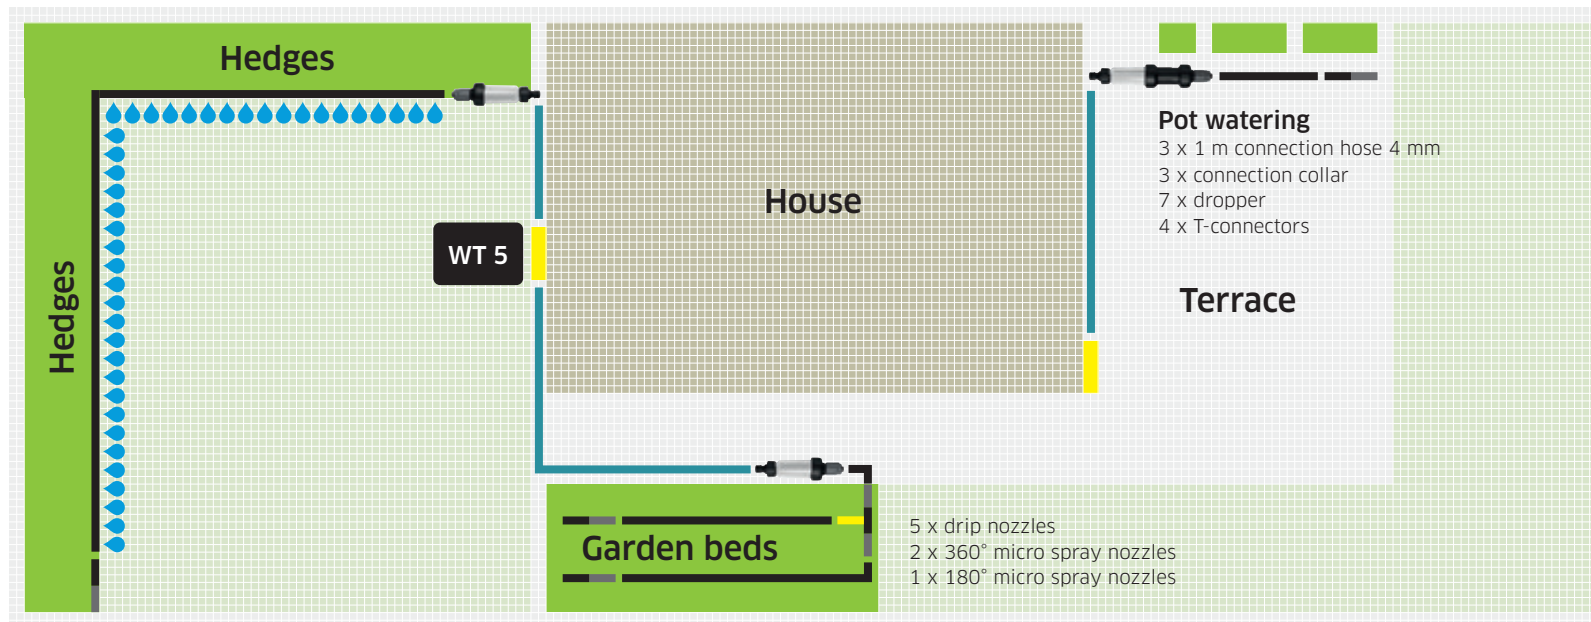 Hedges
Hedges
WT 5
House
Pot watering
3 x 1 m connection hose 4 mm
3 x connection collar
7 x dropper
4 x T-connectors
Terrace
Garden beds
5 x drip nozzles
2 x 360° micro spray nozzles
1 x 180° micro spray nozzles